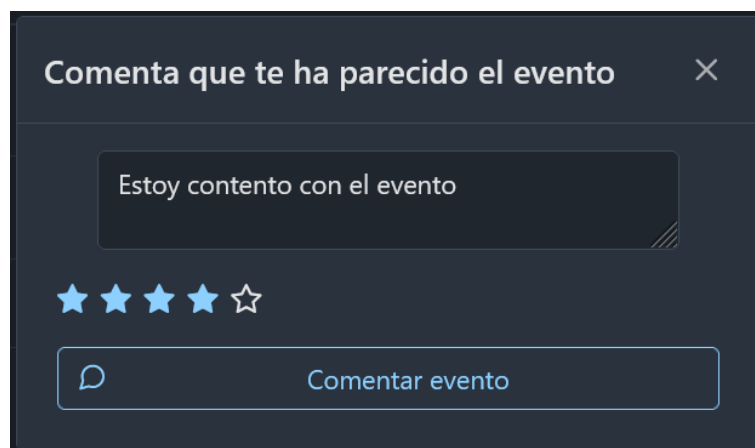 Comenta que te ha parecido el evento
Estoy contento con el evento
Comentar evento